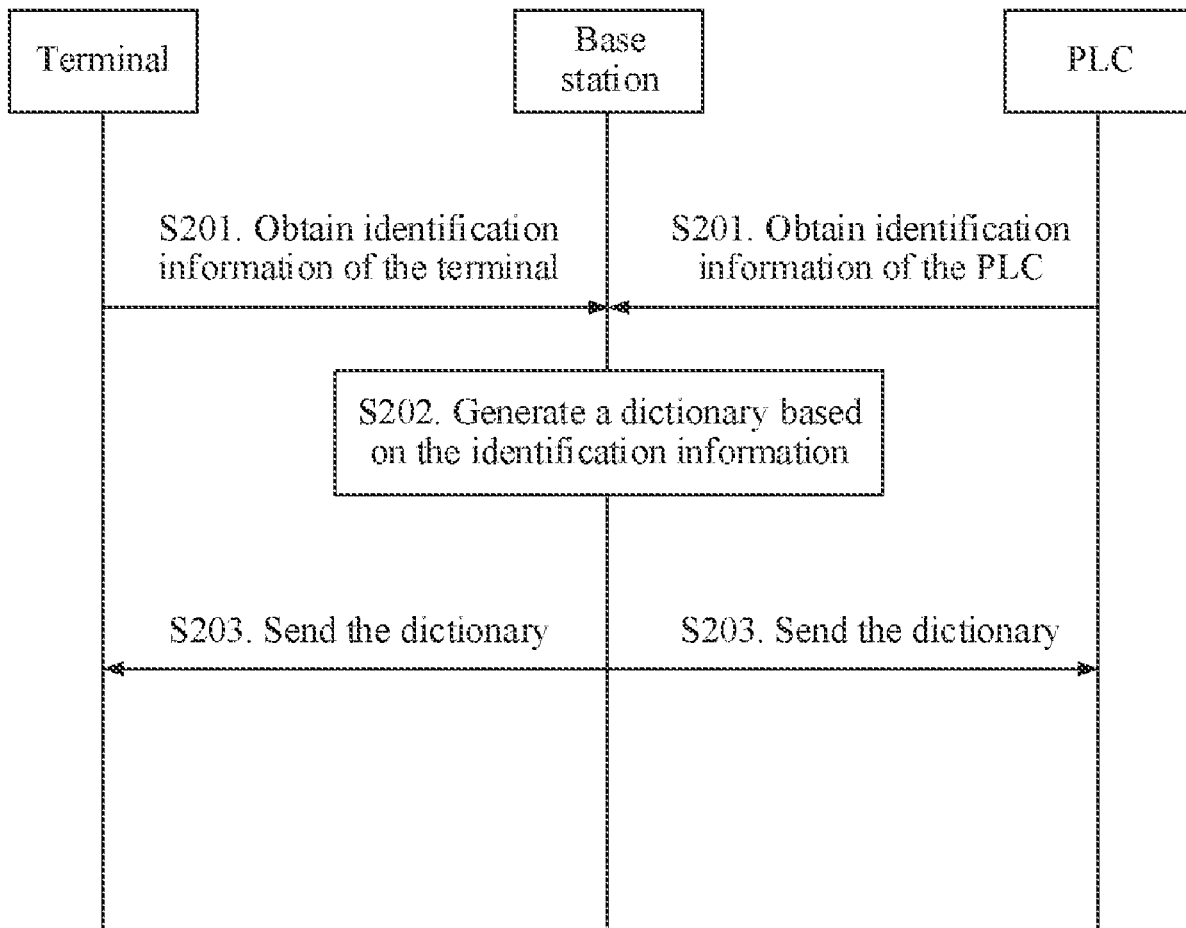 Terminal
Base
station
PLC
S201. Obtain identification
information of the terminal
S201. Obtain identification
information of the PLC
S202. Generate a dictionary based
on the identification information
S203. Send the dictionary
S203. Send the dictionary